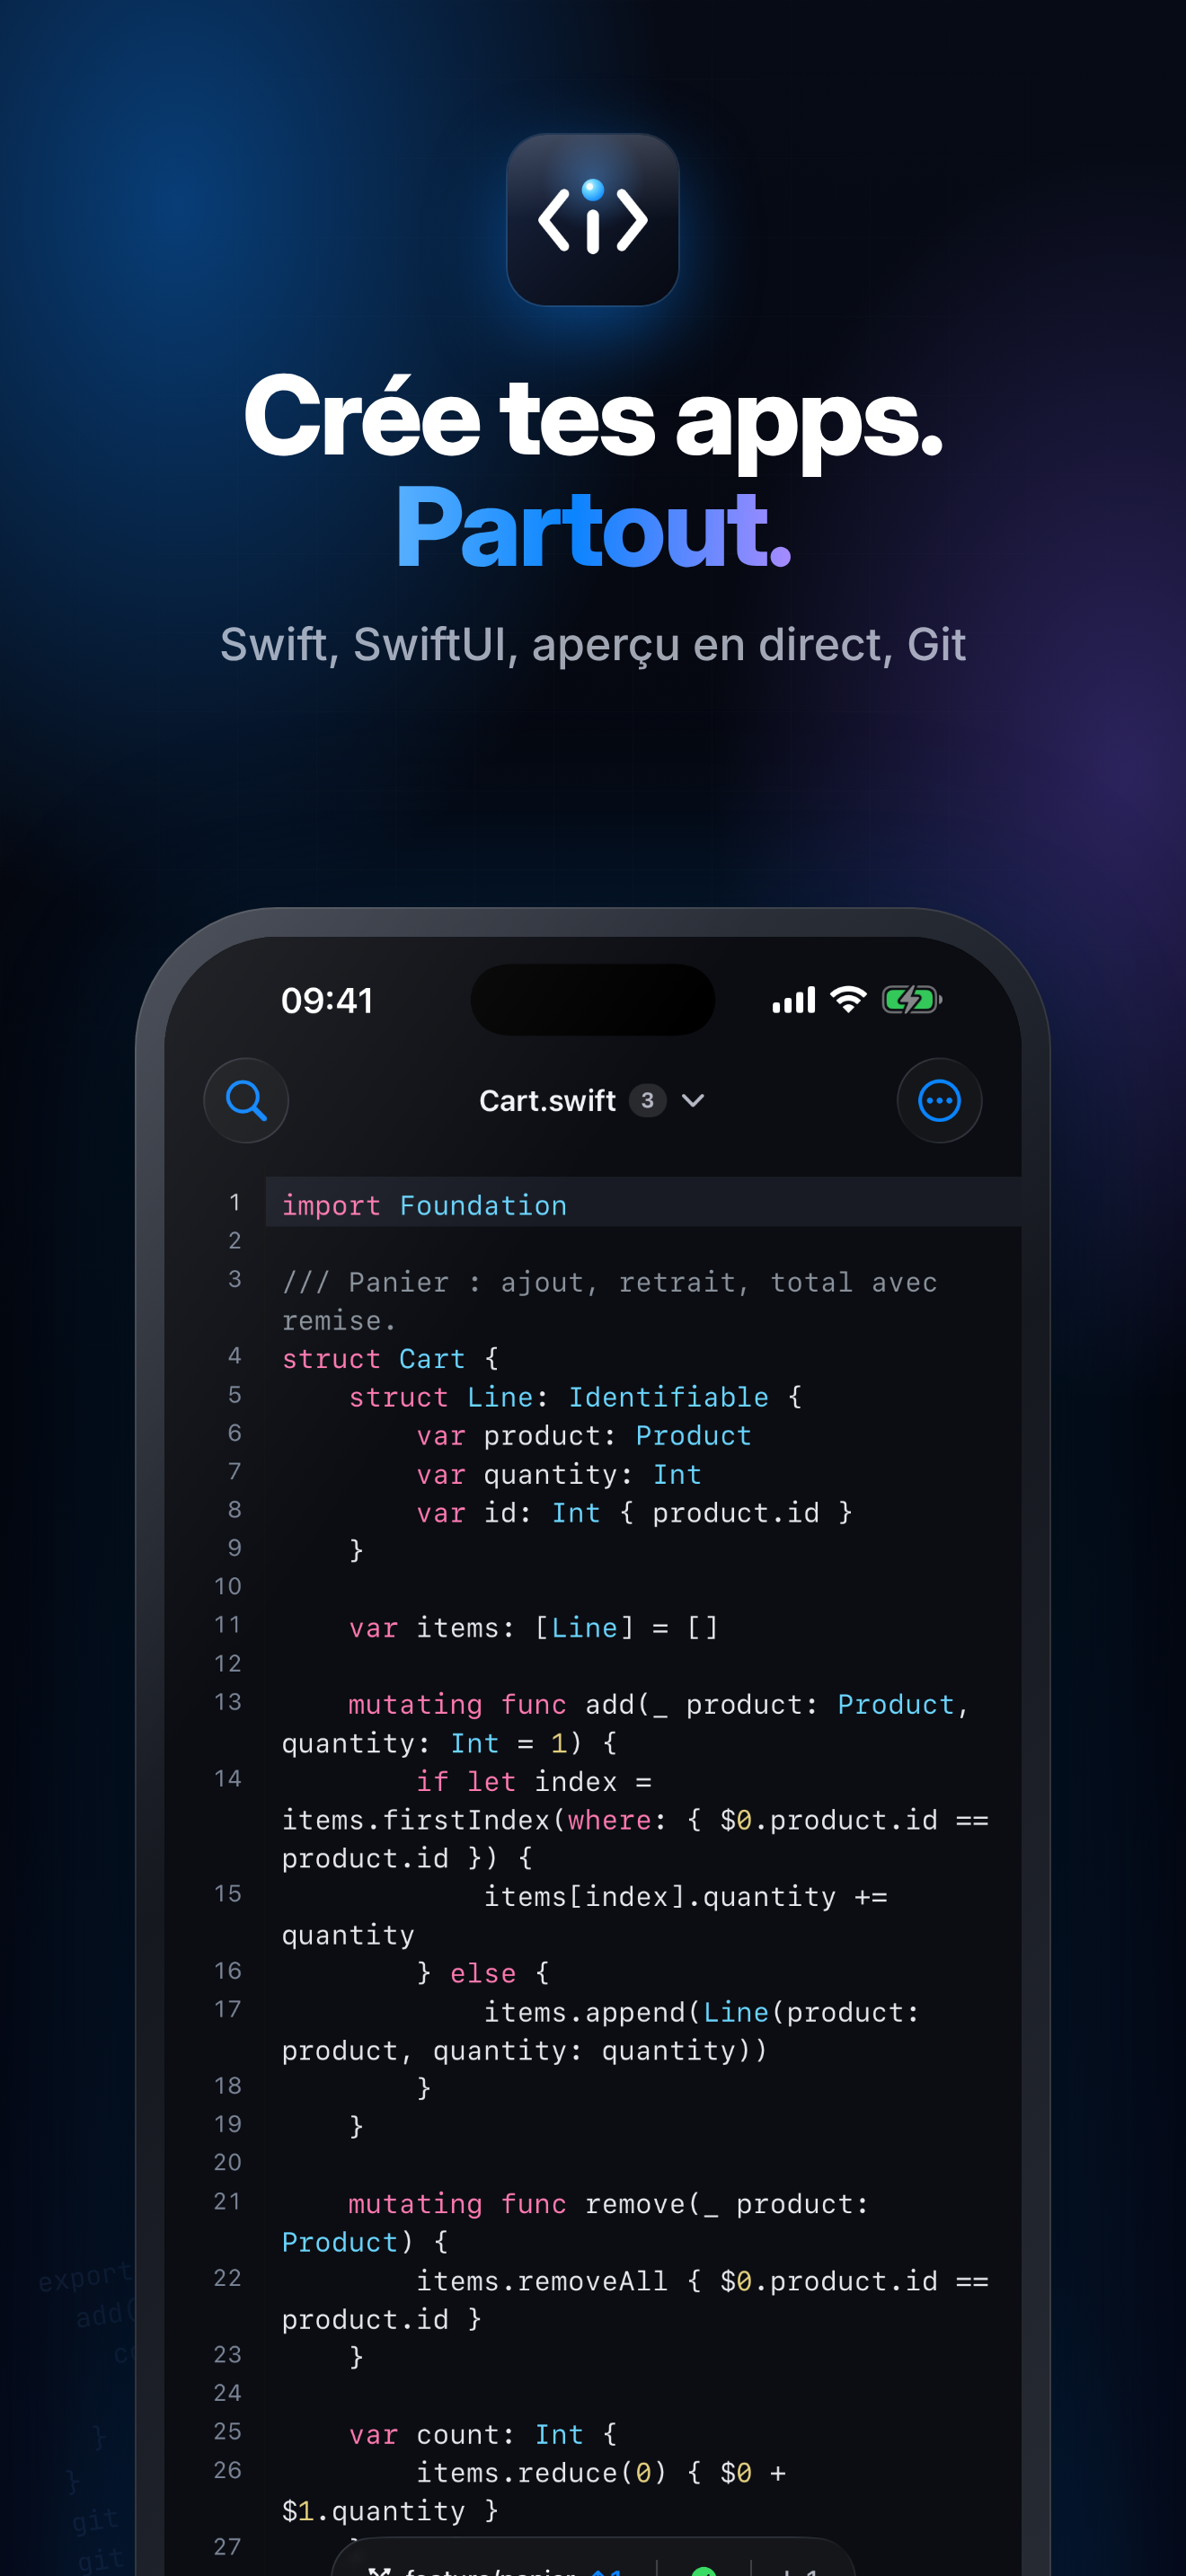 <i>
Crée tes apps.
Partout.
Swift, SwiftUI, aperçu en direct, Git
09:41
Cart.swift 3
1 import Foundation
2
3 /// Panier : ajout, retrait, total avec
remise.
4 struct Cart {
5     struct Line: Identifiable {
6         var product: Product
7         var quantity: Int
8         var id: Int { product.id }
9     }
10
11     var items: [Line] = []
12
13     mutating func add(_ product: Product,
quantity: Int = 1) {
14         if let index =
items.firstIndex(where: { $0.product.id ==
product.id }) {
15             items[index].quantity +=
quantity
16         } else {
17             items.append(Line(product:
product, quantity: quantity))
18         }
19     }
20
21     mutating func remove(_ product:
Product) {
22         items.removeAll { $0.product.id ==
product.id }
23     }
24
25     var count: Int {
26         items.reduce(0) { $0 +
$1.quantity }
27
export
add(
}
}
git
git
feature/panier